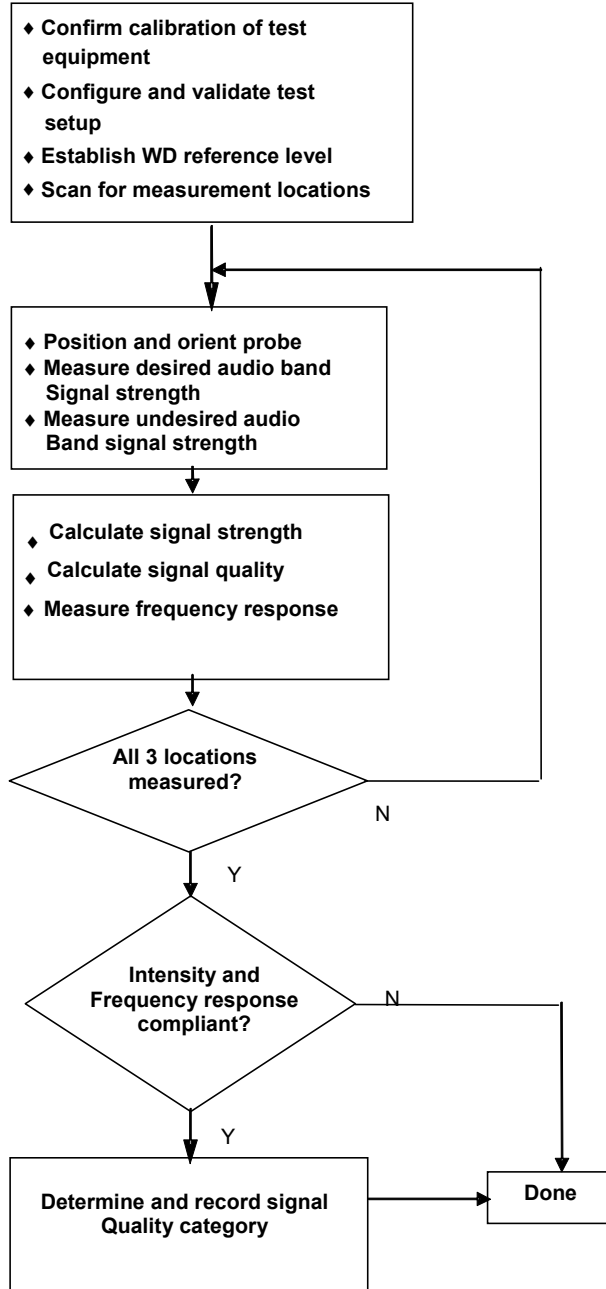 ♦ Confirm calibration of test
equipment
♦ Configure and validate test
setup
♦ Establish WD reference level
♦ Scan for measurement locations
♦ Position and orient probe
♦ Measure desired audio band
Signal strength
♦ Measure undesired audio
Band signal strength
♦ Calculate signal strength
♦ Calculate signal quality
♦ Measure frequency response
All 3 locations
measured?
N
Y
Intensity and
Frequency response
compliant?
N
Y
Determine and record signal
Quality category
Done